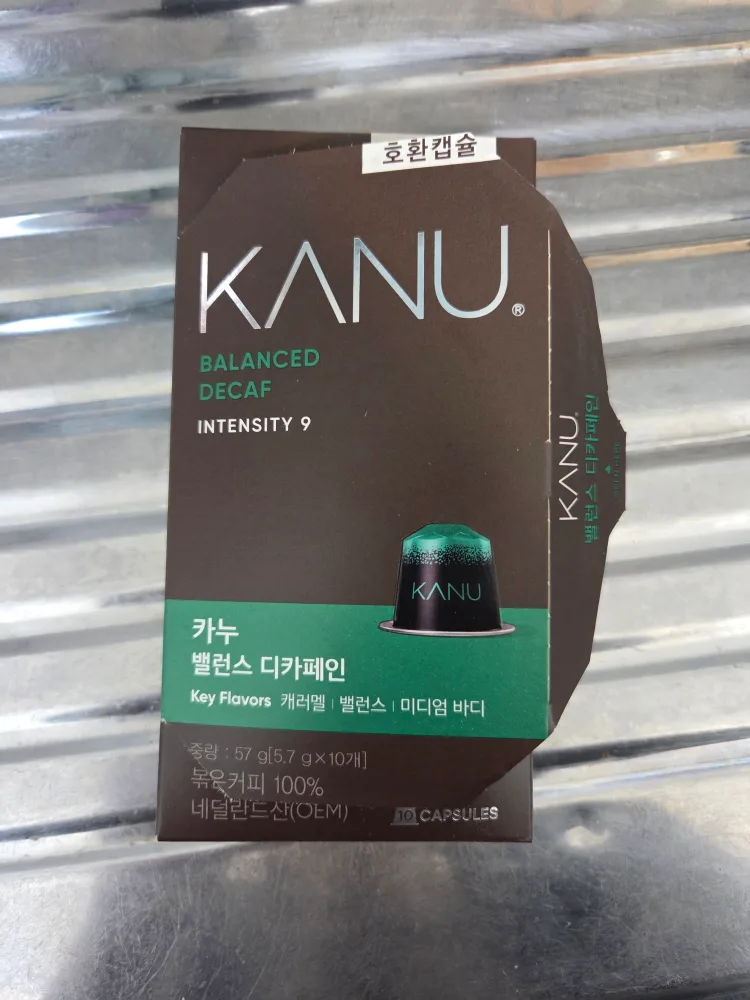 호환캡슐
KANU®
BALANCED
DECAF
INTENSITY 9
KANU
카누
밸런스 디카페인
Key Flavors 캐러멜 | 밸런스 | 미디엄 바디
중량 : 57 g[5.7 g×10개]
볶은커피 100%
네덜란드산(OEM)
10 CAPSULES
KANU®
밸런스 디카페인